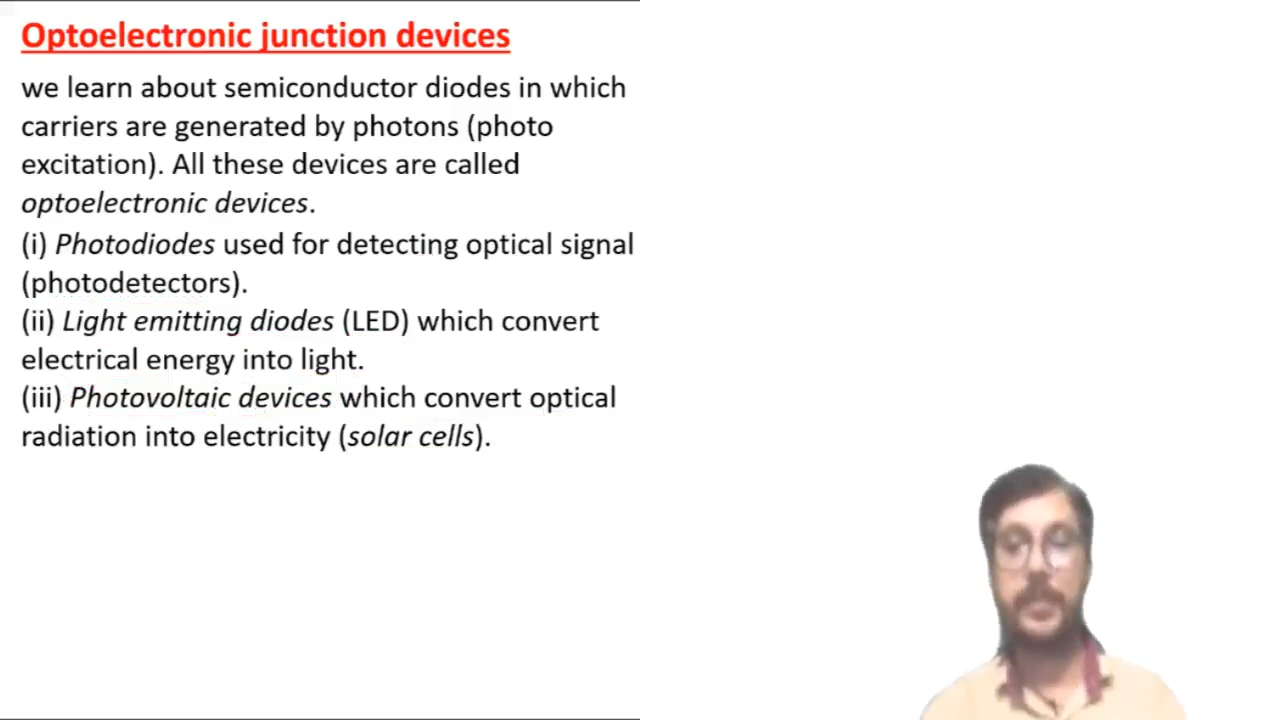 Optoelectronic junction devices
we learn about semiconductor diodes in which
carriers are generated by photons (photo
excitation). All these devices are called
optoelectronic devices.
(i) Photodiodes used for detecting optical signal
(photodetectors).
(ii) Light emitting diodes (LED) which convert
electrical energy into light.
(iii) Photovoltaic devices which convert optical
radiation into electricity (solar cells).